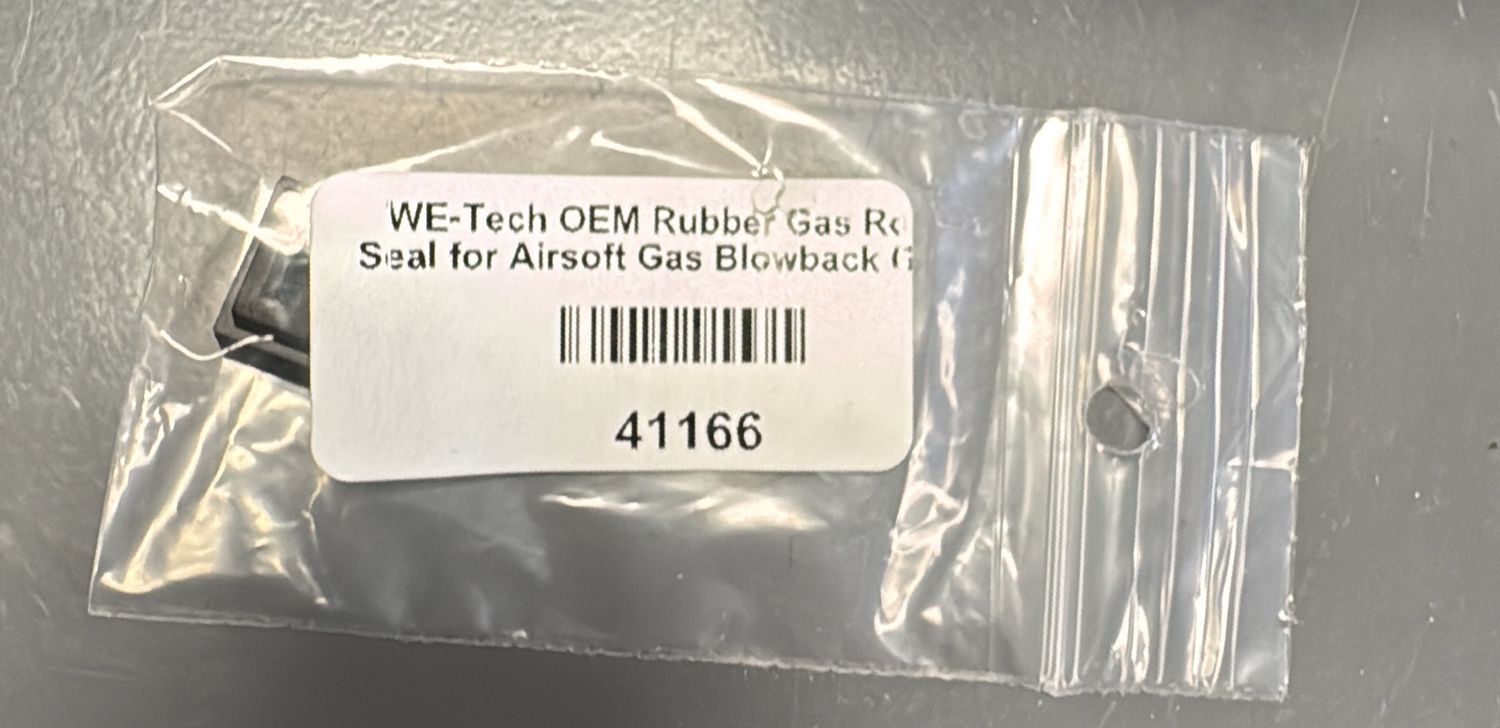 WE-Tech OEM Rubber Gas
Seal for Airsoft Gas Blowback
41166